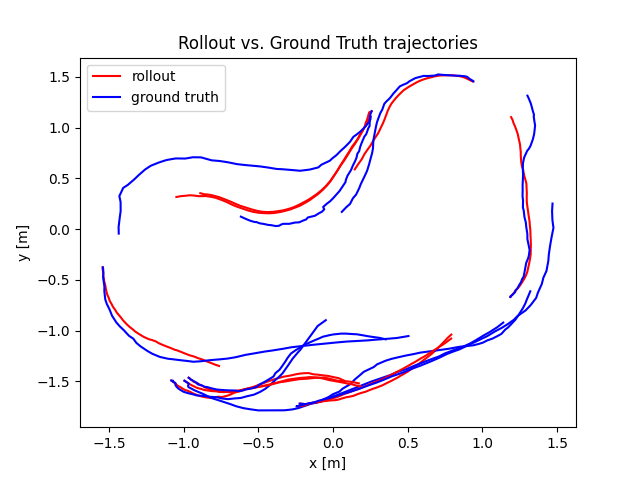 Rollout vs. Ground Truth trajectories
rollout
ground truth
1.5
1.0
0.5
0.0
−0.5
−1.0
−1.5
y [m]
−1.5 −1.0 −0.5 0.0 0.5 1.0 1.5
x [m]